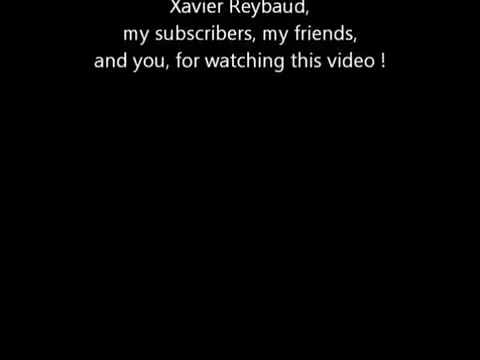 Xavier Reybaud,
my subscribers, my friends,
and you, for watching this video !